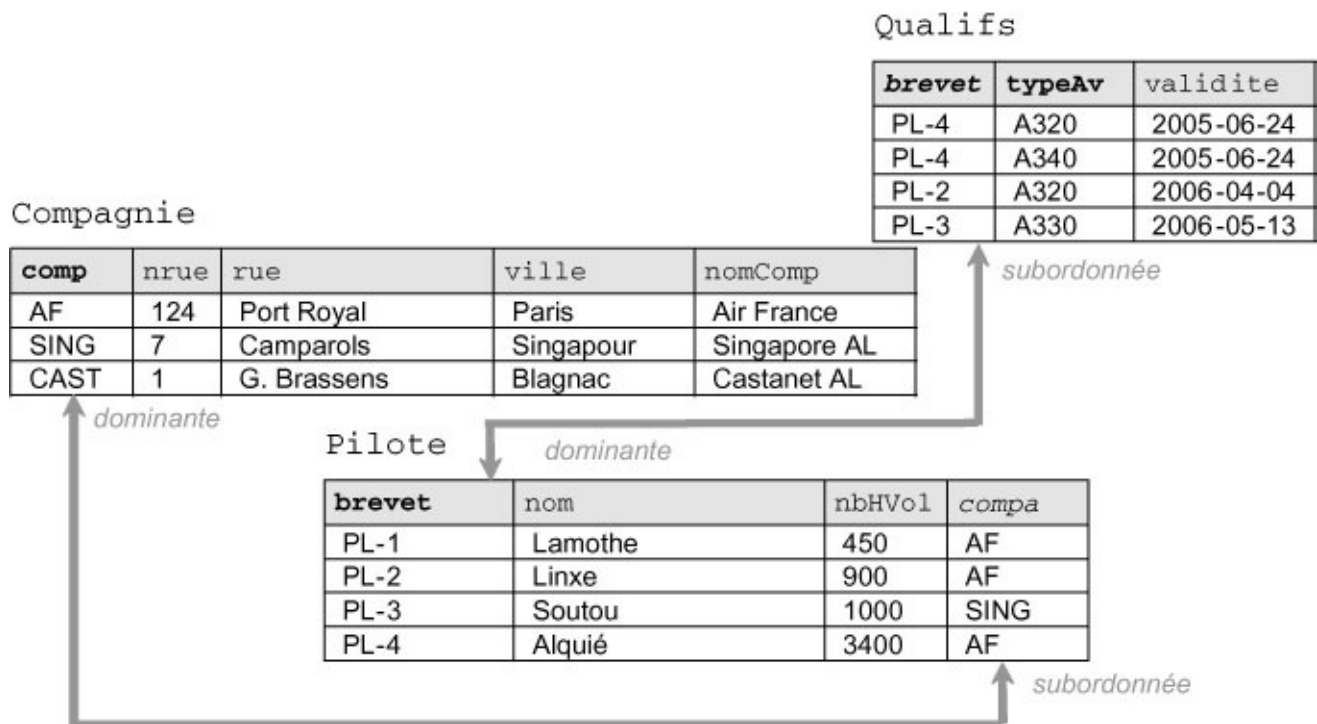 Qualifs
brevet typeAv validite
PL-4 A320 2005-06-24
PL-4 A340 2005-06-24
PL-2 A320 2006-04-04
PL-3 A330 2006-05-13
subordonnée
Compagnie
comp nrue rue ville nomComp
AF 124 Port Royal Paris Air France
SING 7 Camparols Singapour Singapore AL
CAST 1 G. Brassens Blagnac Castanet AL
dominante
Pilote
dominante
brevet nom nbHVol compa
PL-1 Lamothe 450 AF
PL-2 Linxe 900 AF
PL-3 Soutou 1000 SING
PL-4 Alquié 3400 AF
subordonnée